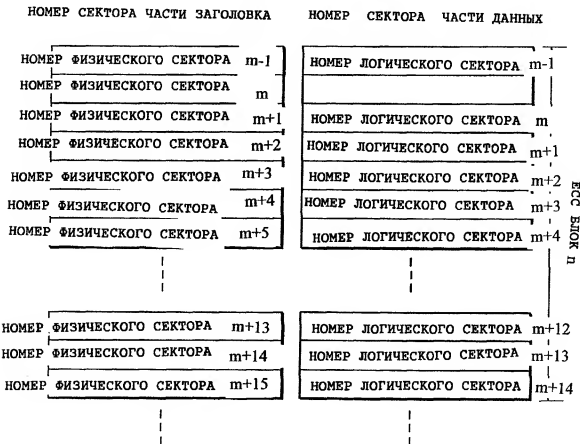 НОМЕР СЕКТОРА ЧАСТИ ЗАГОЛОВКА НОМЕР СЕКТОРА ЧАСТИ ДАННЫХ
НОМЕР ФИЗИЧЕСКОГО СЕКТОРА m-1 НОМЕР ЛОГИЧЕСКОГО СЕКТОРА m-1
НОМЕР ФИЗИЧЕСКОГО СЕКТОРА m
НОМЕР ФИЗИЧЕСКОГО СЕКТОРА m+1 НОМЕР ЛОГИЧЕСКОГО СЕКТОРА m
НОМЕР ФИЗИЧЕСКОГО СЕКТОРА m+2 НОМЕР ЛОГИЧЕСКОГО СЕКТОРА m+1
НОМЕР ФИЗИЧЕСКОГО СЕКТОРА m+3 НОМЕР ЛОГИЧЕСКОГО СЕКТОРА m+2
НОМЕР ФИЗИЧЕСКОГО СЕКТОРА m+4 НОМЕР ЛОГИЧЕСКОГО СЕКТОРА m+3
НОМЕР ФИЗИЧЕСКОГО СЕКТОРА m+5 НОМЕР ЛОГИЧЕСКОГО СЕКТОРА m+4
ECC БЛОК n
НОМЕР ФИЗИЧЕСКОГО СЕКТОРА m+13 НОМЕР ЛОГИЧЕСКОГО СЕКТОРА m+12
НОМЕР ФИЗИЧЕСКОГО СЕКТОРА m+14 НОМЕР ЛОГИЧЕСКОГО СЕКТОРА m+13
НОМЕР ФИЗИЧЕСКОГО СЕКТОРА m+15 НОМЕР ЛОГИЧЕСКОГО СЕКТОРА m+14